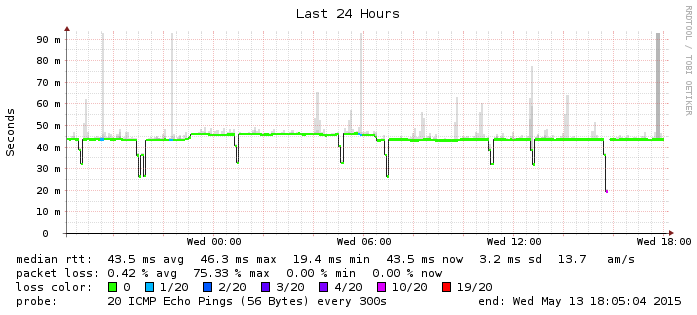 Last 24 Hours
RRDTOOL / TOBI OETIKER
Seconds
90 m
80 m
70 m
60 m
50 m
40 m
30 m
20 m
10 m
0
Wed 00:00 Wed 06:00 Wed 12:00 Wed 18:00
median rtt: 43.5 ms avg 46.3 ms max 19.4 ms min 43.5 ms now 3.2 ms sd 13.7 am/s
packet loss: 0.42 % avg 75.33 % max 0.00 % min 0.00 % now
loss color: 0 1/20 2/20 3/20 4/20 10/20 19/20
probe: 20 ICMP Echo Pings (56 Bytes) every 300s end: Wed May 13 18:05:04 2015